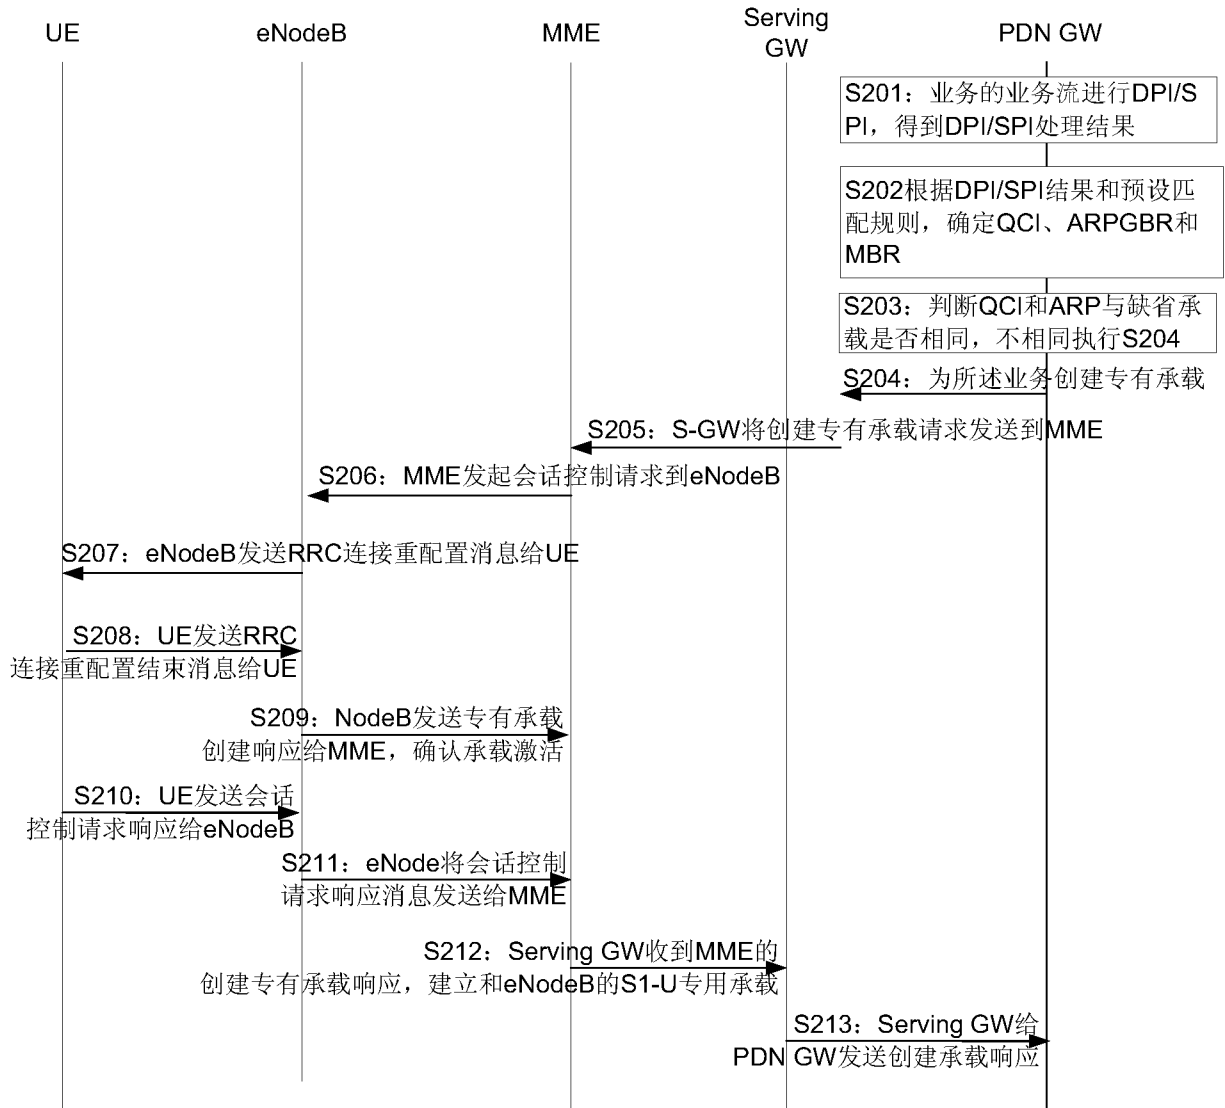 UE
eNodeB
MME
Serving
GW
PDN GW
S201：业务的业务流进行DPI/S
PI，得到DPI/SPI处理结果
S202根据DPI/SPI结果和预设匹
配规则，确定QCI、ARPGBR和
MBR
S203：判断QCI和ARP与缺省承
载是否相同，不相同执行S204
S204：为所述业务创建专有承载
S205：S-GW将创建专有承载请求发送到MME
S206：MME发起会话控制请求到eNodeB
S207：eNodeB发送RRC连接重配置消息给UE
S208：UE发送RRC
连接重配置结束消息给UE
S209：NodeB发送专有承载
创建响应给MME，确认承载激活
S210：UE发送会话
控制请求响应给eNodeB
S211：eNode将会话控制
请求响应消息发送给MME
S212：Serving GW收到MME的
创建专有承载响应，建立和eNodeB的S1-U专用承载
S213：Serving GW给
PDN GW发送创建承载响应